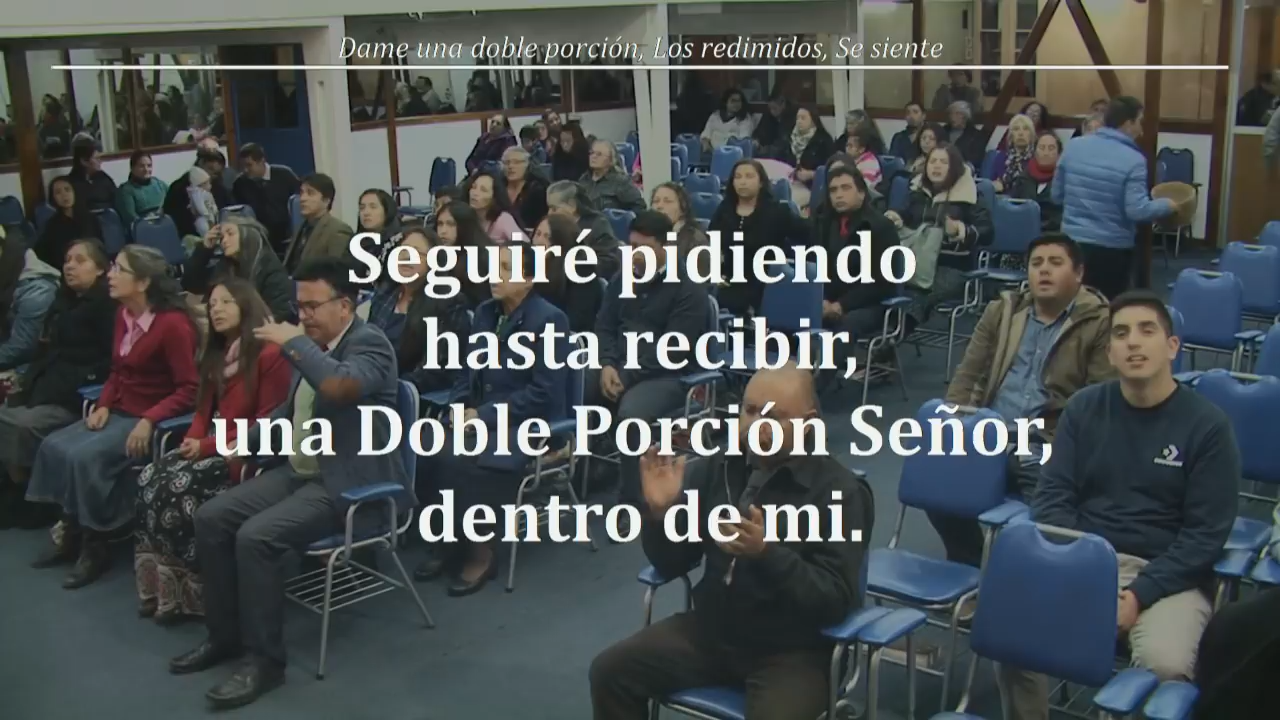 Dame una doble porción, Los redimidos, Se siente
Seguiré pidiendo
hasta recibir,
una Doble Porción Señor,
dentro de mi.